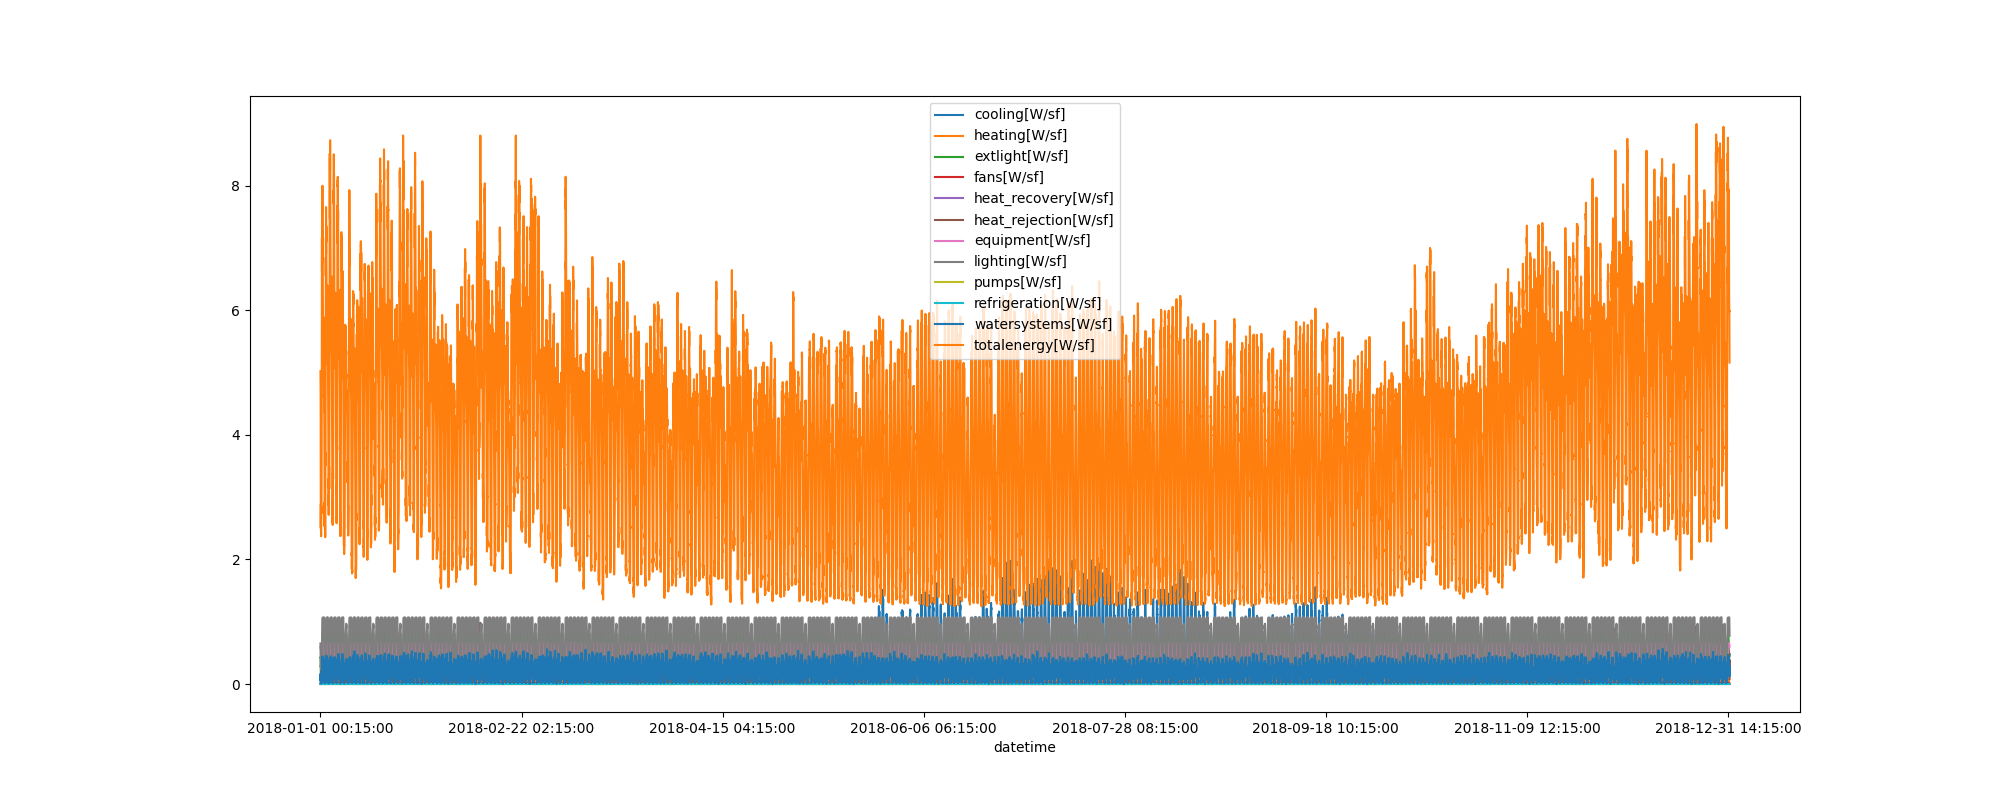 cooling[W/sf]
heating[W/sf]
extlight[W/sf]
fans[W/sf]
heat_recovery[W/sf]
heat_rejection[W/sf]
equipment[W/sf]
lighting[W/sf]
pumps[W/sf]
refrigeration[W/sf]
watersystems[W/sf]
totalenergy[W/sf]
8
6
4
2
0
2018-01-01 00:15:00 2018-02-22 02:15:00 2018-04-15 04:15:00 2018-06-06 06:15:00 2018-07-28 08:15:00 2018-09-18 10:15:00 2018-11-09 12:15:00 2018-12-31 14:15:00
datetime